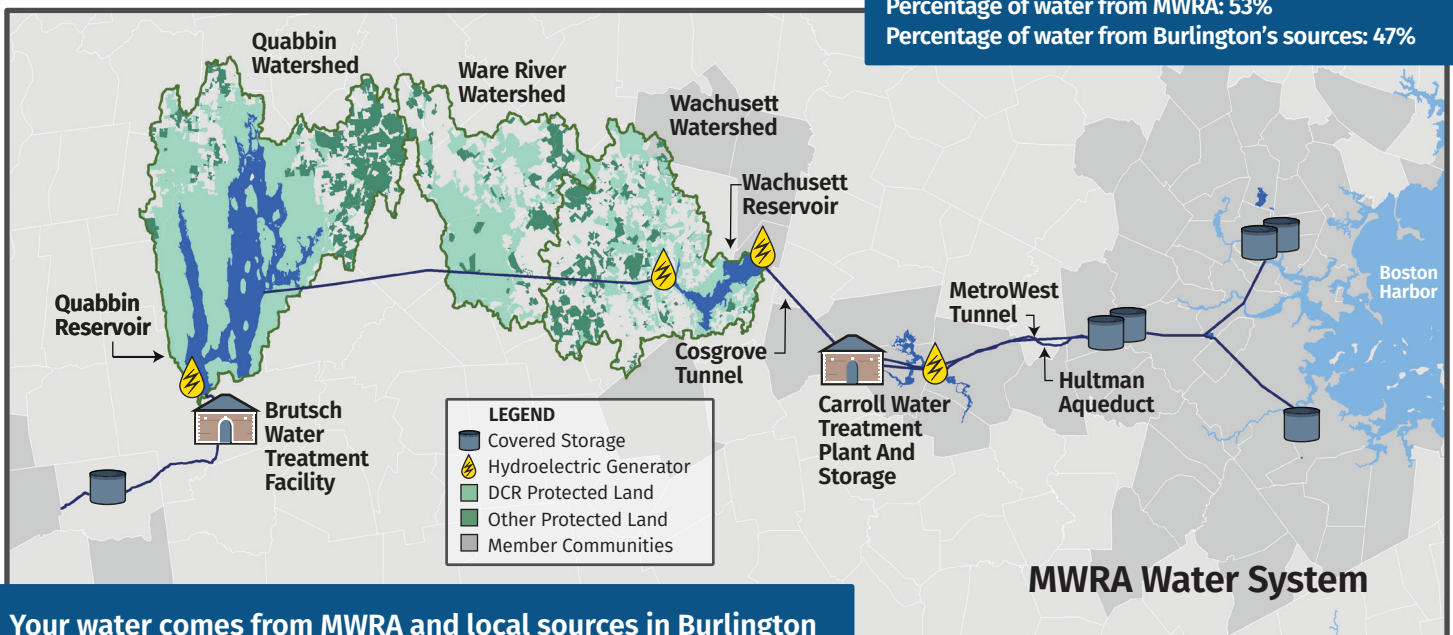 Percentage of water from MWRA: 53%
Percentage of water from Burlington's sources: 47%
Quabbin
Watershed
Ware River
Watershed
Wachusett
Watershed
Wachusett
Reservoir
Quabbin
Reservoir
Boston
Harbor
MetroWest
Tunnel
Cosgrove
Tunnel
Hultman
Aqueduct
Carroll Water
Treatment
Plant And
Storage
Brutsch
Water
Treatment
Facility
LEGEND
Covered Storage
Hydroelectric Generator
DCR Protected Land
Other Protected Land
Member Communities
MWRA Water System
Your water comes from MWRA and local sources in Burlington